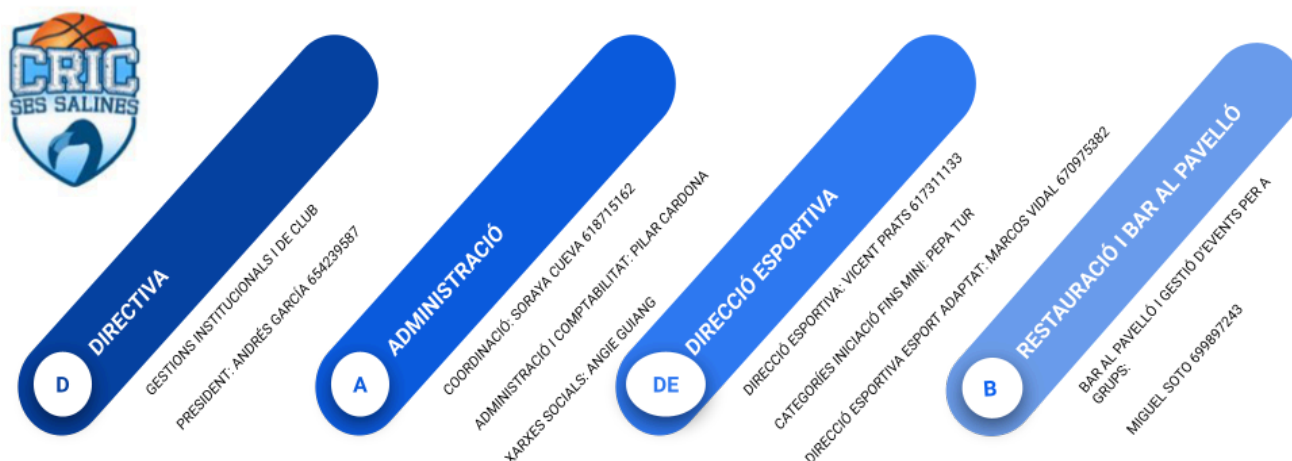 CRIC
SES SALINES
D
DIRECTIVA
GESTIONS INSTITUCIONALS I DE CLUB
PRESIDENT: ANDRÉS GARCÍA 654239587
A
ADMINISTRACIÓ
COORDINACIÓ: SORAYA CUEVA 618715162
ADMINISTRACIÓ I COMPTABILITAT: PILAR CARDONA
XARXES SOCIALS: ANGIE GUIANG
DE
DIRECCIÓ ESPORTIVA
DIRECCIÓ ESPORTIVA: VICENT PRATS 617311133
CATEGORÍES INICIACIÓ FINS MINI: PEPA TUR
DIRECCIÓ ESPORTIVA ESPORT ADAPTAT: MARCOS VIDAL 670975382
B
RESTAURACIÓ I BAR AL PAVELLÓ
BAR AL PAVELLÓ I GESTIÓ D'EVENTS PER A
GRUPS:
MIGUEL SOTO 699897243